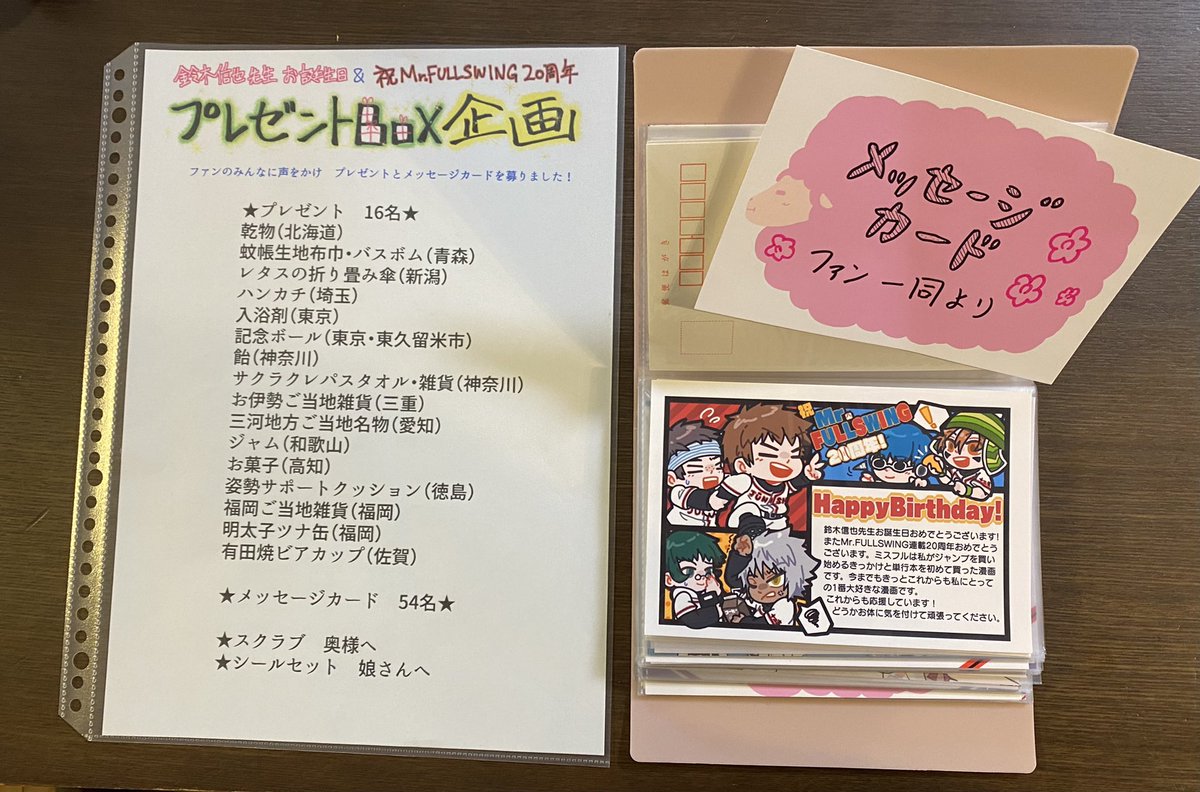 鈴木信也先生 お誕生日 & 祝 Mr.FULLSWING 20周年
プレゼントBOX企画
ファンのみんなに声をかけ プレゼントとメッセージカードを募りました！
★プレゼント 16名★
乾物(北海道)
蚊帳生地布巾・バスボム(青森)
レタスの折り畳み傘(新潟)
ハンカチ(埼玉)
入浴剤(東京)
記念ボール(東京・東久留米市)
飴(神奈川)
サクラクレパスタオル・雑貨(神奈川)
お伊勢ご当地雑貨(三重)
三河地方ご当地名物(愛知)
ジャム(和歌山)
お菓子(高知)
姿勢サポートクッション(徳島)
福岡ご当地雑貨(福岡)
明太子ツナ缶(福岡)
有田焼ビアカップ(佐賀)
★メッセージカード 54名★
★スクラブ 奥様へ
★シールセット 娘さんへ
郵便はがき
メッセージ
カード
ファン一同より
祝
Mr.
FULLSWING
21周年!
HappyBirthday!
鈴木信也先生お誕生日おめでとうございます!
またMr.FULLSWING連載20周年おめでとう
ございます。ミスフルは私がジャンプを買い
始めるきっかけと単行本を初めて買った漫画
です。今までもきっとこれからも私にとって
の1番大好きな漫画です。
これからも応援しています！
どうかお体に気を付けて頑張ってください。